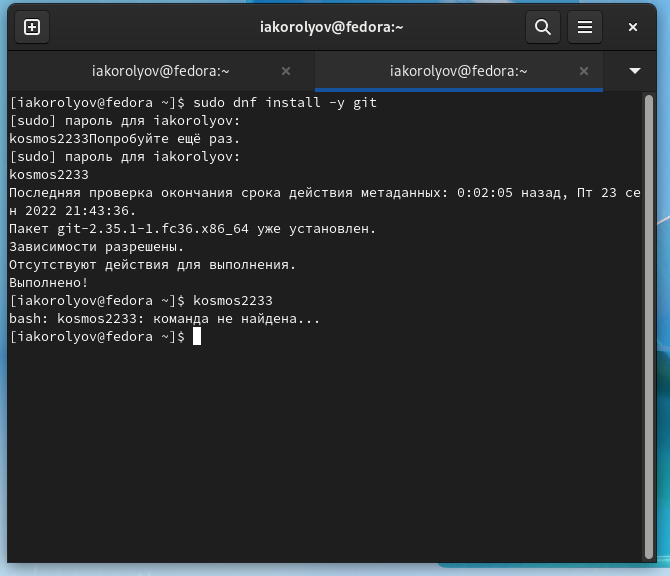 iakorolyov@fedora:~
iakorolyov@fedora:~
iakorolyov@fedora:~
[iakorolyov@fedora ~]$ sudo dnf install -y git
[sudo] пароль для iakorolyov:
kosmos2233Попробуйте ещё раз.
[sudo] пароль для iakorolyov:
kosmos2233
Последняя проверка окончания срока действия метаданных: 0:02:05 назад, Пт 23 се
н 2022 21:43:36.
Пакет git-2.35.1-1.fc36.x86_64 уже установлен.
Зависимости разрешены.
Отсутствуют действия для выполнения.
Выполнено!
[iakorolyov@fedora ~]$ kosmos2233
bash: kosmos2233: команда не найдена...
[iakorolyov@fedora ~]$